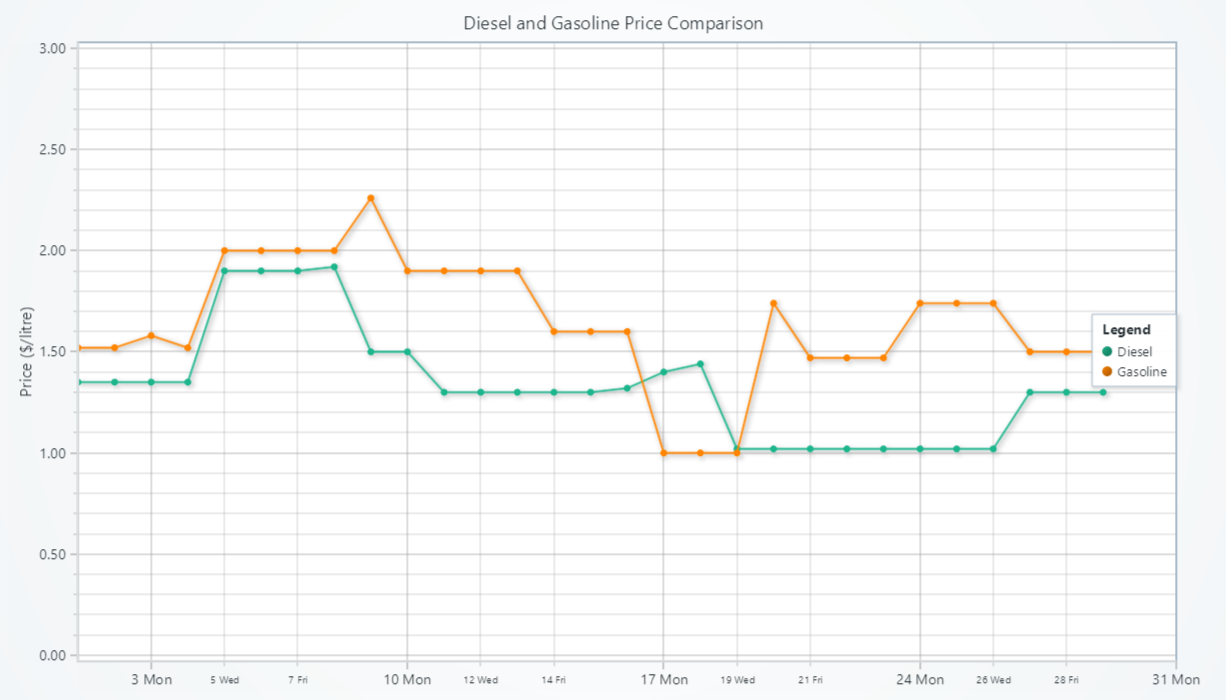 Diesel and Gasoline Price Comparison
3.00
2.50
2.00
1.50
1.00
0.50
0.00
Price ($/litre)
Legend
Diesel
Gasoline
3 Mon 5 Wed 7 Fri 10 Mon 12 Wed 14 Fri 17 Mon 19 Wed 21 Fri 24 Mon 26 Wed 28 Fri 31 Mon